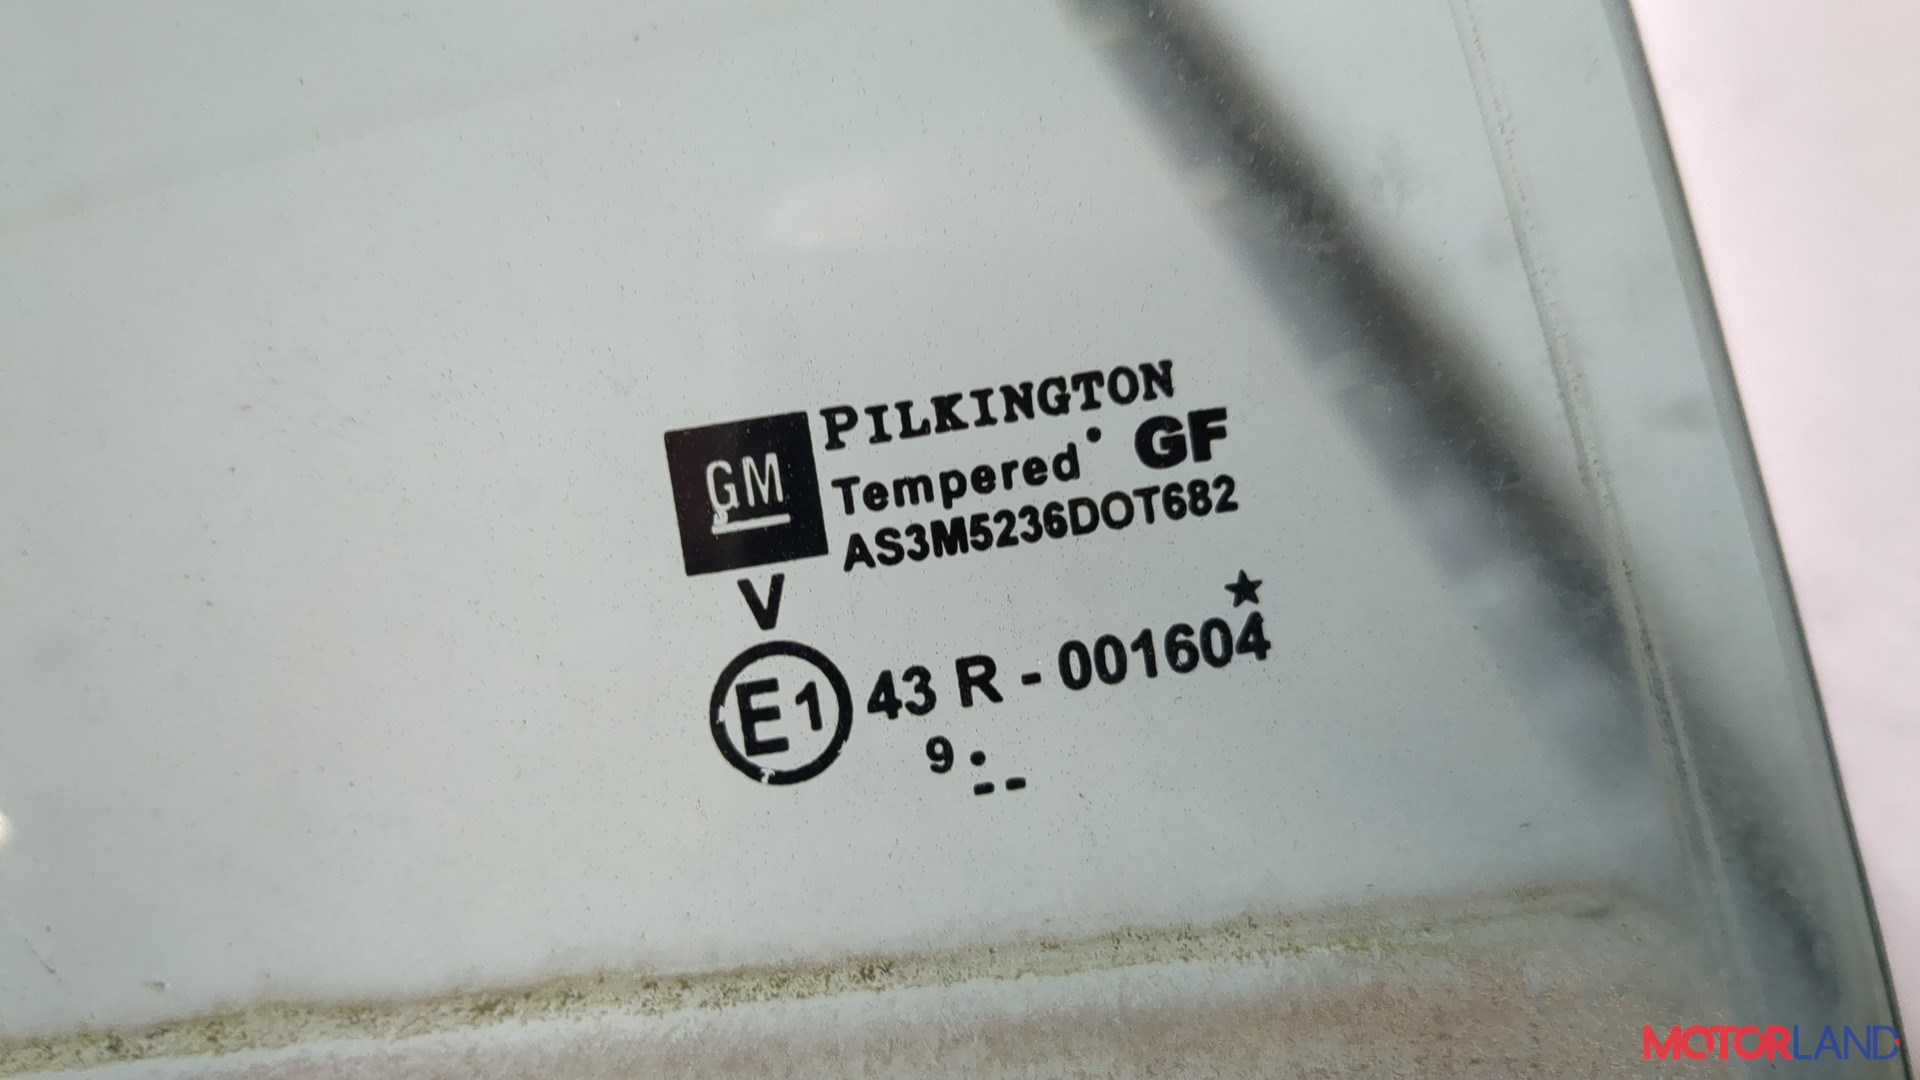 GM
PILKINGTON
Tempered • GF
AS3M5236DOT682
V
★
E1 43 R - 001604
9 •
- -
MOTORLAND